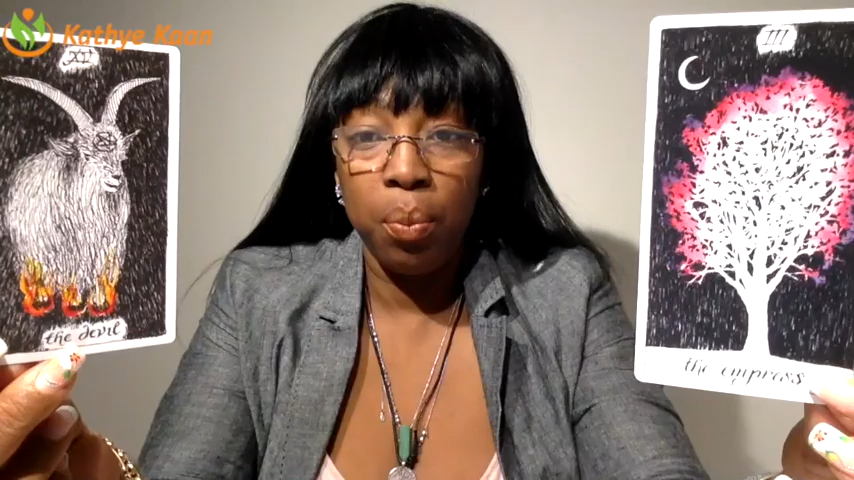 Kathye Koan
XV
the devil
III
the empress